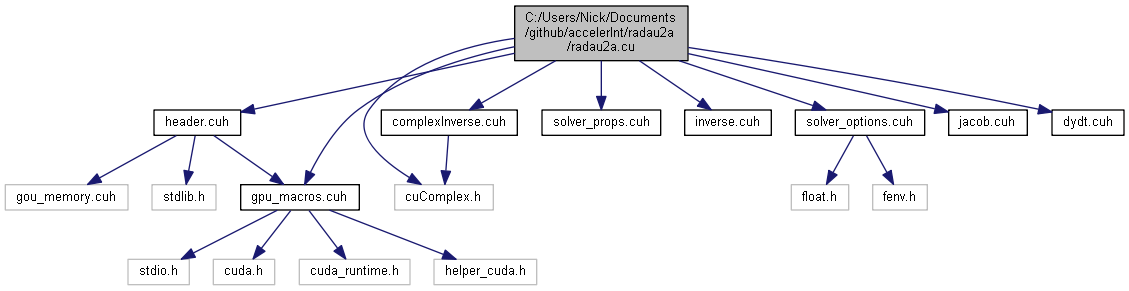 C:/Users/Nick/Documents
/github/accelerInt/radau2a
/radau2a.cu
header.cuh
complexInverse.cuh
solver_props.cuh
inverse.cuh
solver_options.cuh
jacob.cuh
dydt.cuh
gou_memory.cuh
stdlib.h
gpu_macros.cuh
cuComplex.h
float.h
fenv.h
stdio.h
cuda.h
cuda_runtime.h
helper_cuda.h